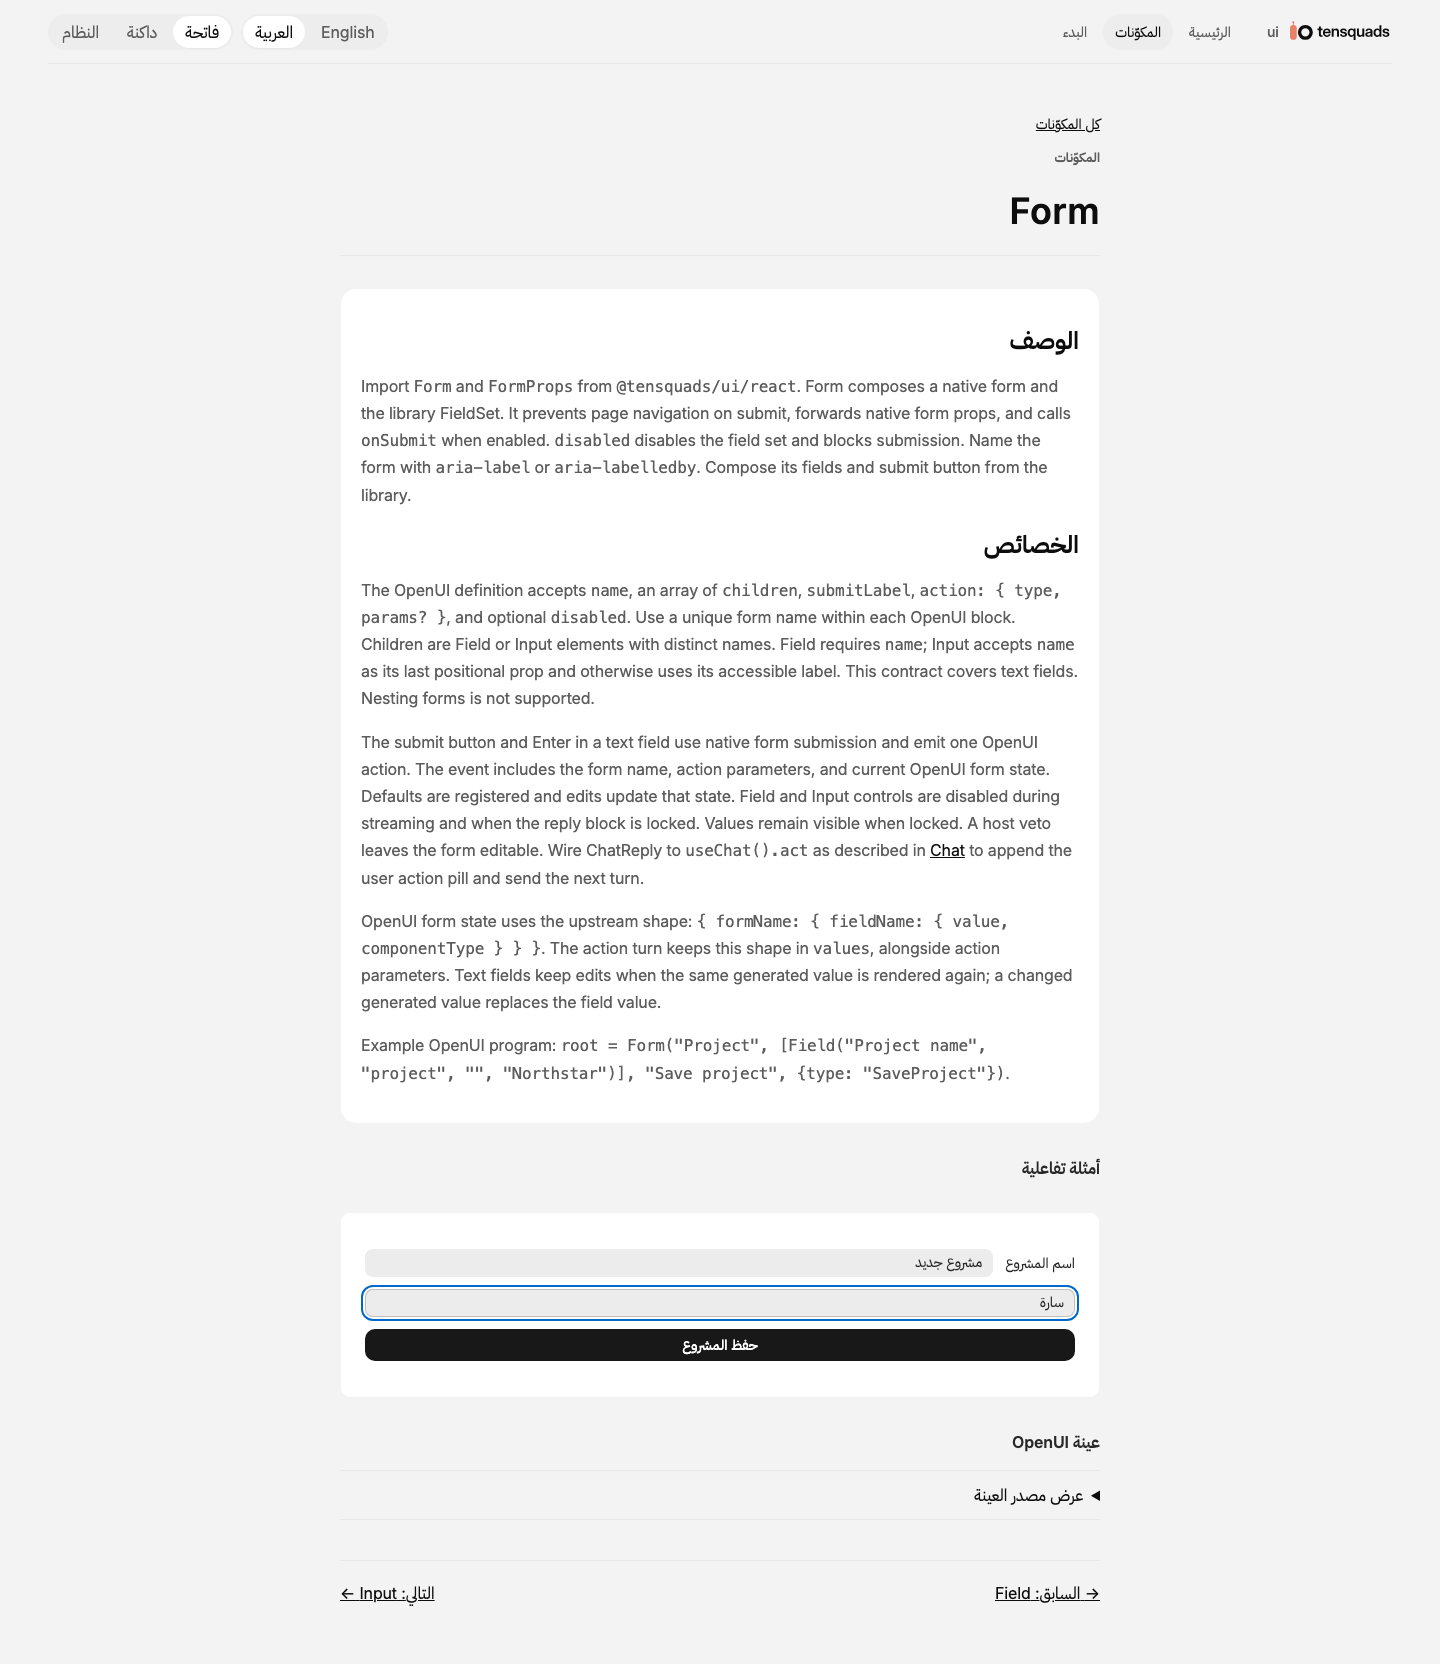 tensquads ui
الرئيسية
المكوّنات
البدء
English
العربية
فاتحة
داكنة
النظام
كل المكوّنات
المكوّنات
Form
الوصف
Import Form and FormProps from @tensquads/ui/react. Form composes a native form and
the library FieldSet. It prevents page navigation on submit, forwards native form props, and calls
onSubmit when enabled. disabled disables the field set and blocks submission. Name the
form with aria-label or aria-labelledby. Compose its fields and submit button from the
library.
الخصائص
The OpenUI definition accepts name, an array of children, submitLabel, action: { type,
params? }, and optional disabled. Use a unique form name within each OpenUI block.
Children are Field or Input elements with distinct names. Field requires name; Input accepts name
as its last positional prop and otherwise uses its accessible label. This contract covers text fields.
Nesting forms is not supported.
The submit button and Enter in a text field use native form submission and emit one OpenUI
action. The event includes the form name, action parameters, and current OpenUI form state.
Defaults are registered and edits update that state. Field and Input controls are disabled during
streaming and when the reply block is locked. Values remain visible when locked. A host veto
leaves the form editable. Wire ChatReply to useChat().act as described in Chat to append the
user action pill and send the next turn.
OpenUI form state uses the upstream shape: { formName: { fieldName: { value,
componentType } } }. The action turn keeps this shape in values, alongside action
parameters. Text fields keep edits when the same generated value is rendered again; a changed
generated value replaces the field value.
Example OpenUI program: root = Form("Project", [Field("Project name",
"project", "", "Northstar")], "Save project", {type: "SaveProject"}).
أمثلة تفاعلية
اسم المشروع
مشروع جديد
سارة
حفظ المشروع
عينة OpenUI
◀ عرض مصدر العينة
→ السابق: Field
التالي: Input ←